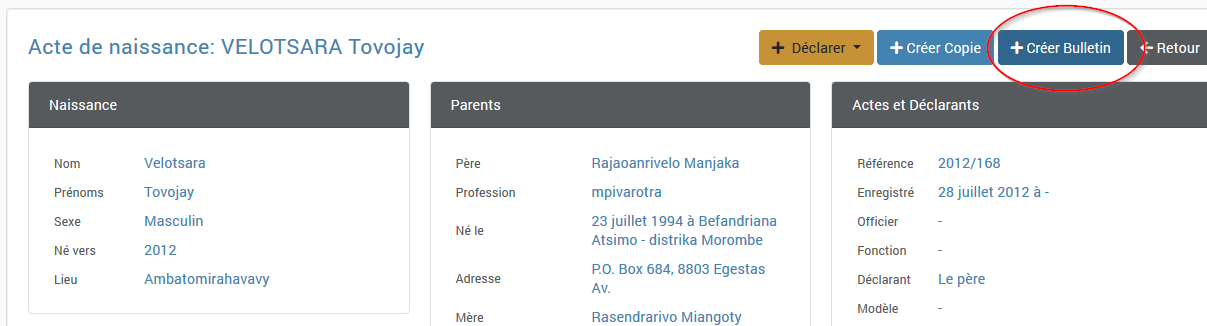 Acte de naissance: VELOTSARA Tovojay
Déclarer
Créer Copie
Créer Bulletin
Retour
Naissance
Nom Velotsara
Prénoms Tovojay
Sexe Masculin
Né vers 2012
Lieu Ambatomirahavavy
Parents
Père Rajaoanrivelo Manjaka
Profession mpivarotra
Né le 23 juillet 1994 à Befandriana
Atsimo - distrika Morombe
Adresse P.O. Box 684, 8803 Egestas
Av.
Mère Rasendrarivo Miangoty
Actes et Déclarants
Référence 2012/168
Enregistré 28 juillet 2012 à -
Officier -
Fonction -
Déclarant Le père
Modèle -